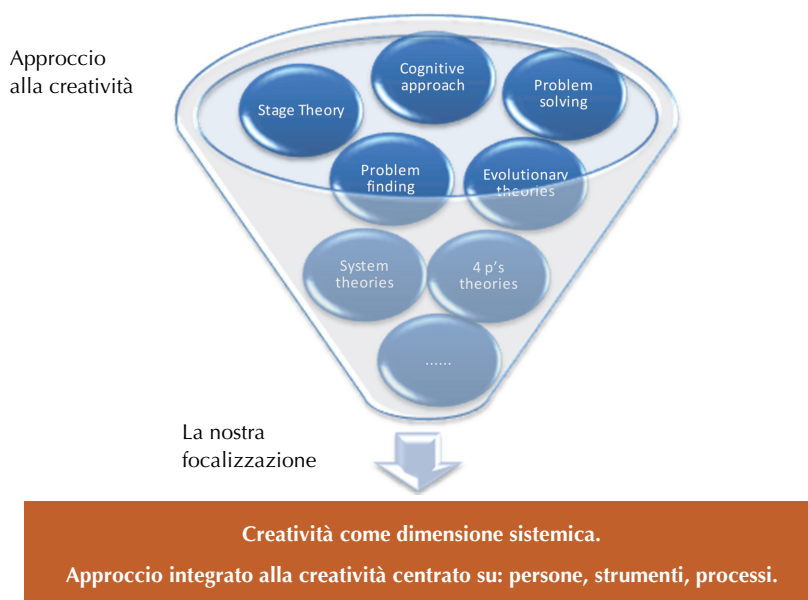 Approccio
alla creatività
Cognitive
approach
Problem
solving
Stage Theory
Problem
finding
Evolutionary
theories
System
theories
4 p's
theories
......
La nostra
focalizzazione
Creatività come dimensione sistemica.
Approccio integrato alla creatività centrato su: persone, strumenti, processi.